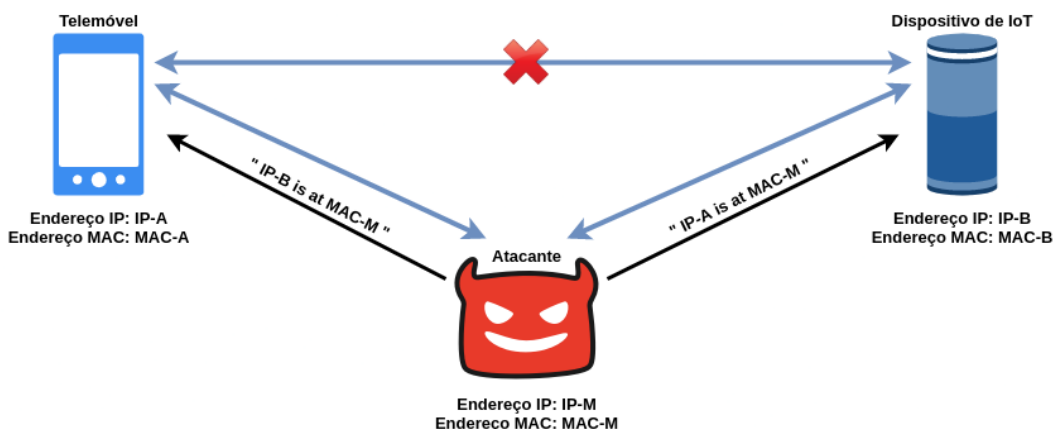 Telemóvel
Dispositivo de IoT
" IP-B is at MAC-M "
" IP-A is at MAC-M "
Endereço IP: IP-A
Endereço MAC: MAC-A
Endereço IP: IP-B
Endereço MAC: MAC-B
Atacante
Endereço IP: IP-M
Endereco MAC: MAC-M